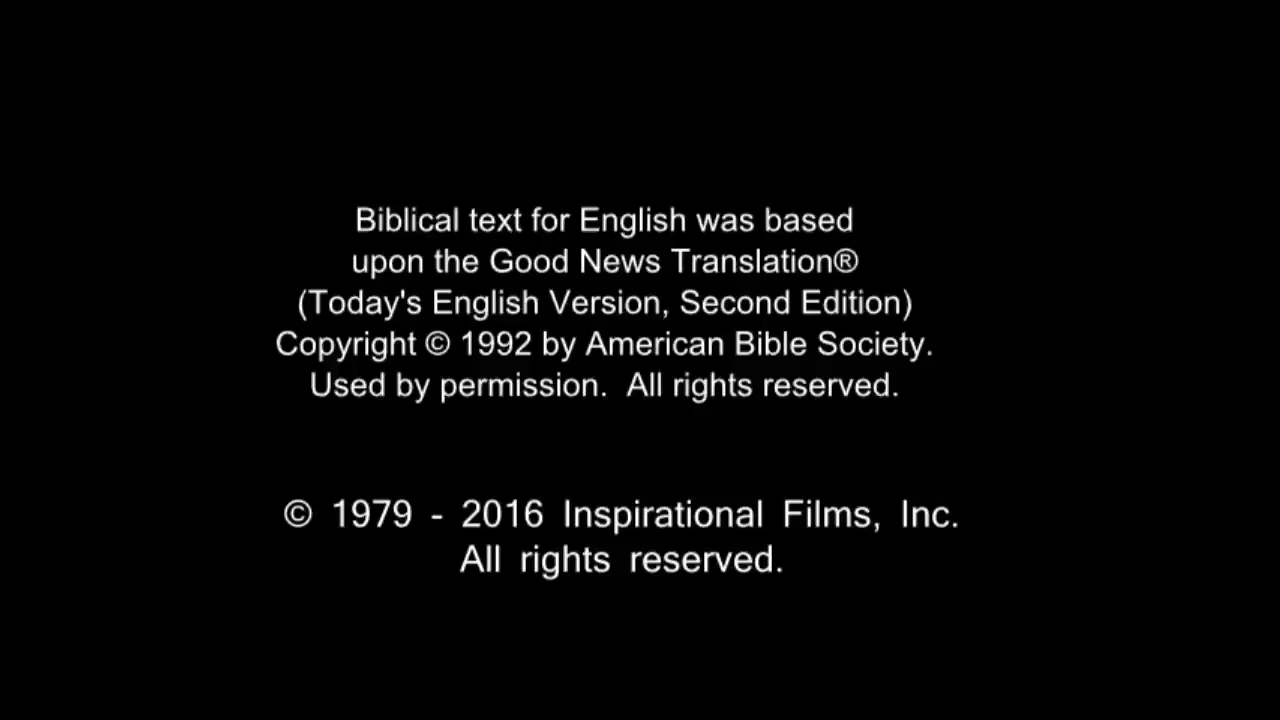 Biblical text for English was based
upon the Good News Translation®
(Today's English Version, Second Edition)
Copyright © 1992 by American Bible Society.
Used by permission.  All rights reserved.
© 1979 - 2016 Inspirational Films, Inc.
All rights reserved.